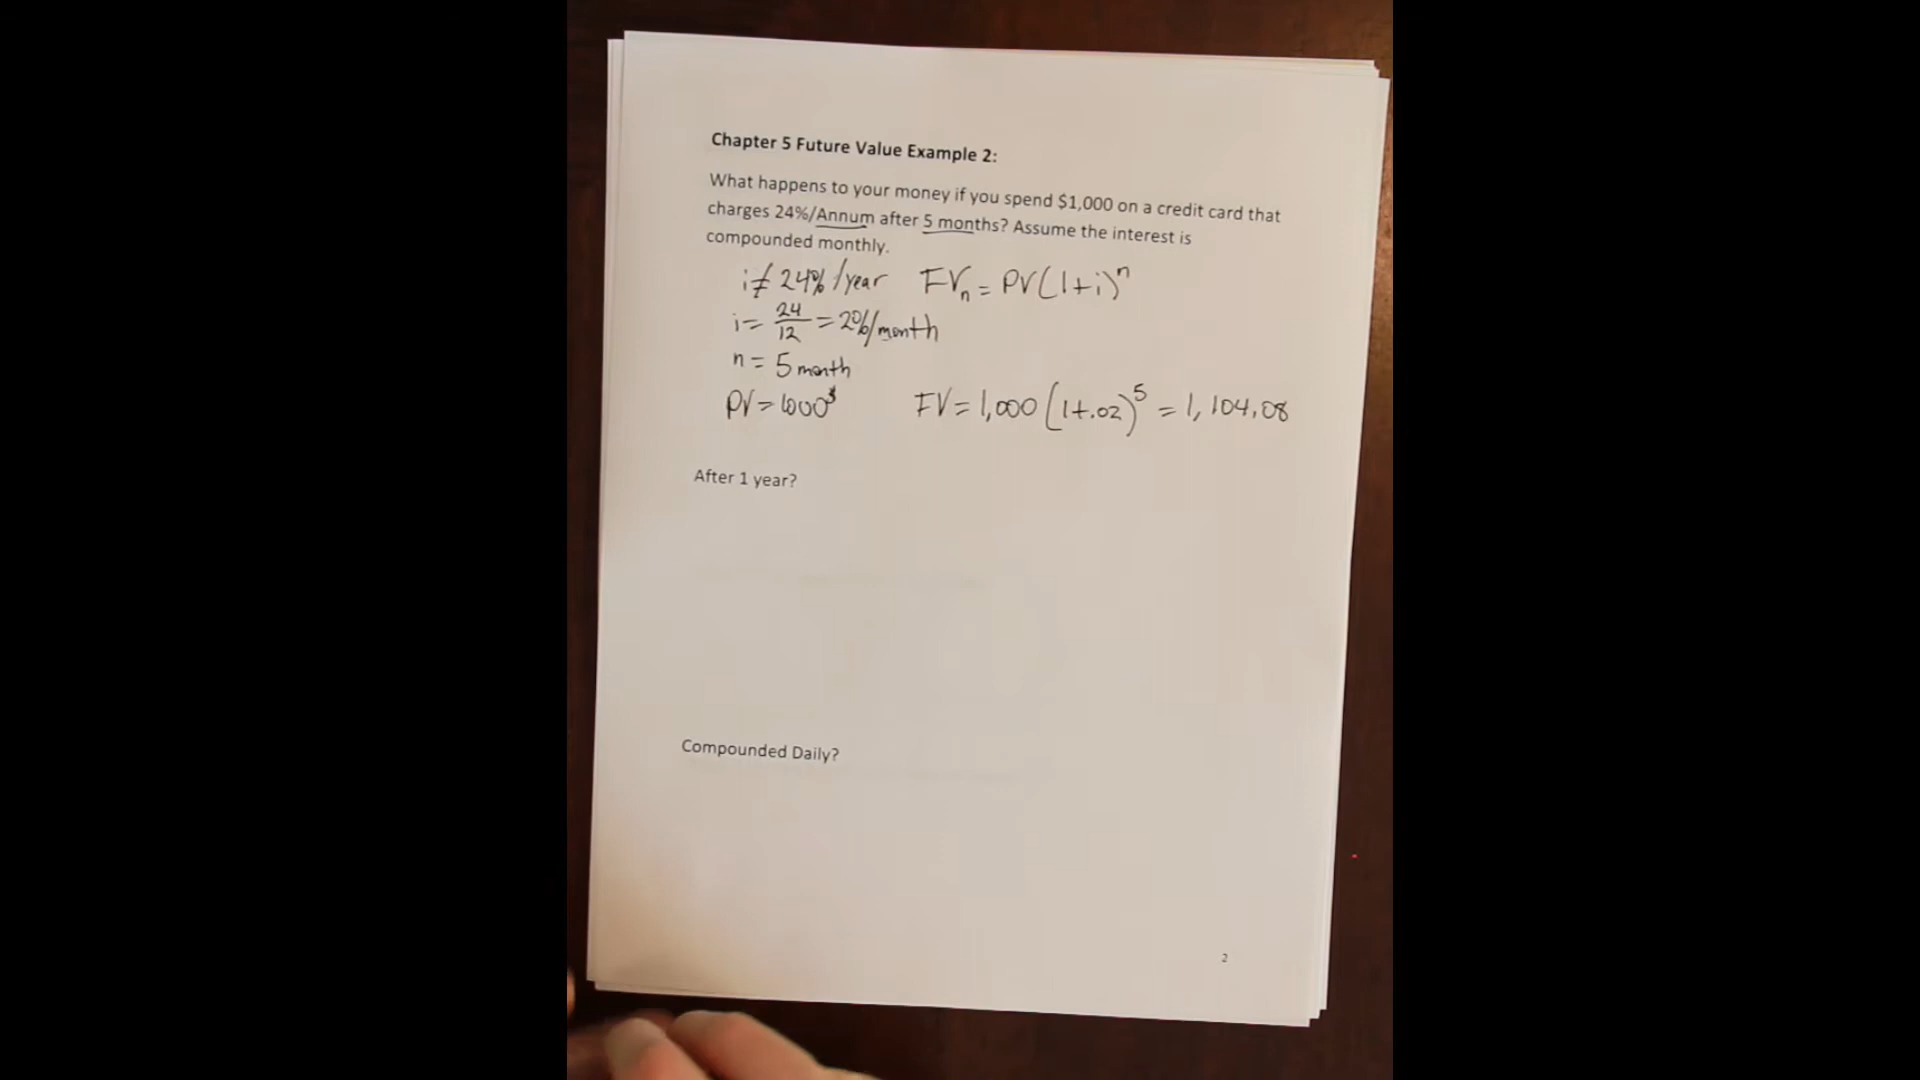 Chapter 5 Future Value Example 2:
What happens to your money if you spend $1,000 on a credit card that
charges 24%/Annum after 5 months? Assume the interest is
compounded monthly.
i ≠ 24% /year FVₙ = PV(1+i)ⁿ
i = 24/12 = 2%/month
n = 5 month
PV = 1000$ FV = 1,000 (1+.02)⁵ = 1,104.08
After 1 year?
Compounded Daily?
2